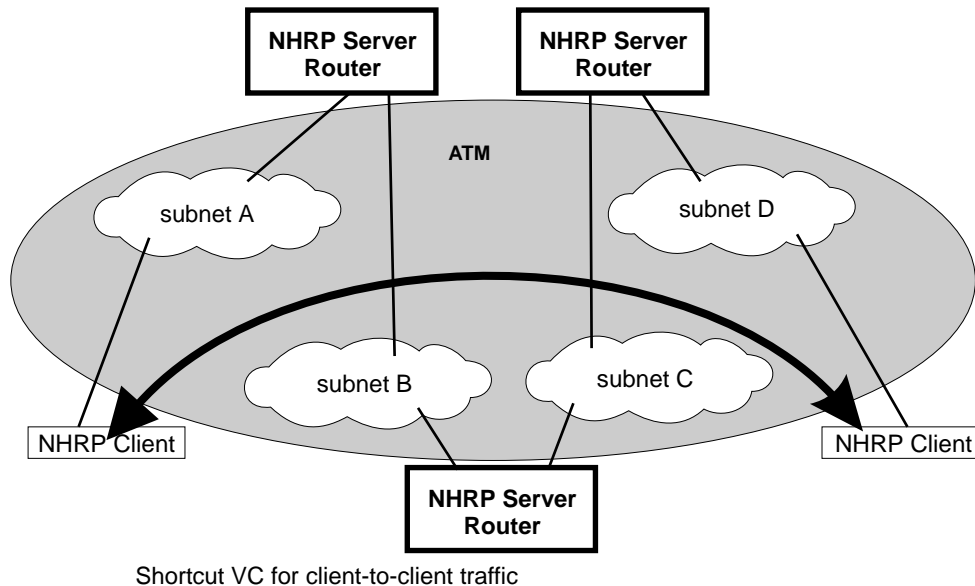 NHRP Server
Router
NHRP Server
Router
ATM
subnet A
subnet D
subnet B
subnet C
NHRP Client
NHRP Client
NHRP Server
Router
Shortcut VC for client-to-client traffic